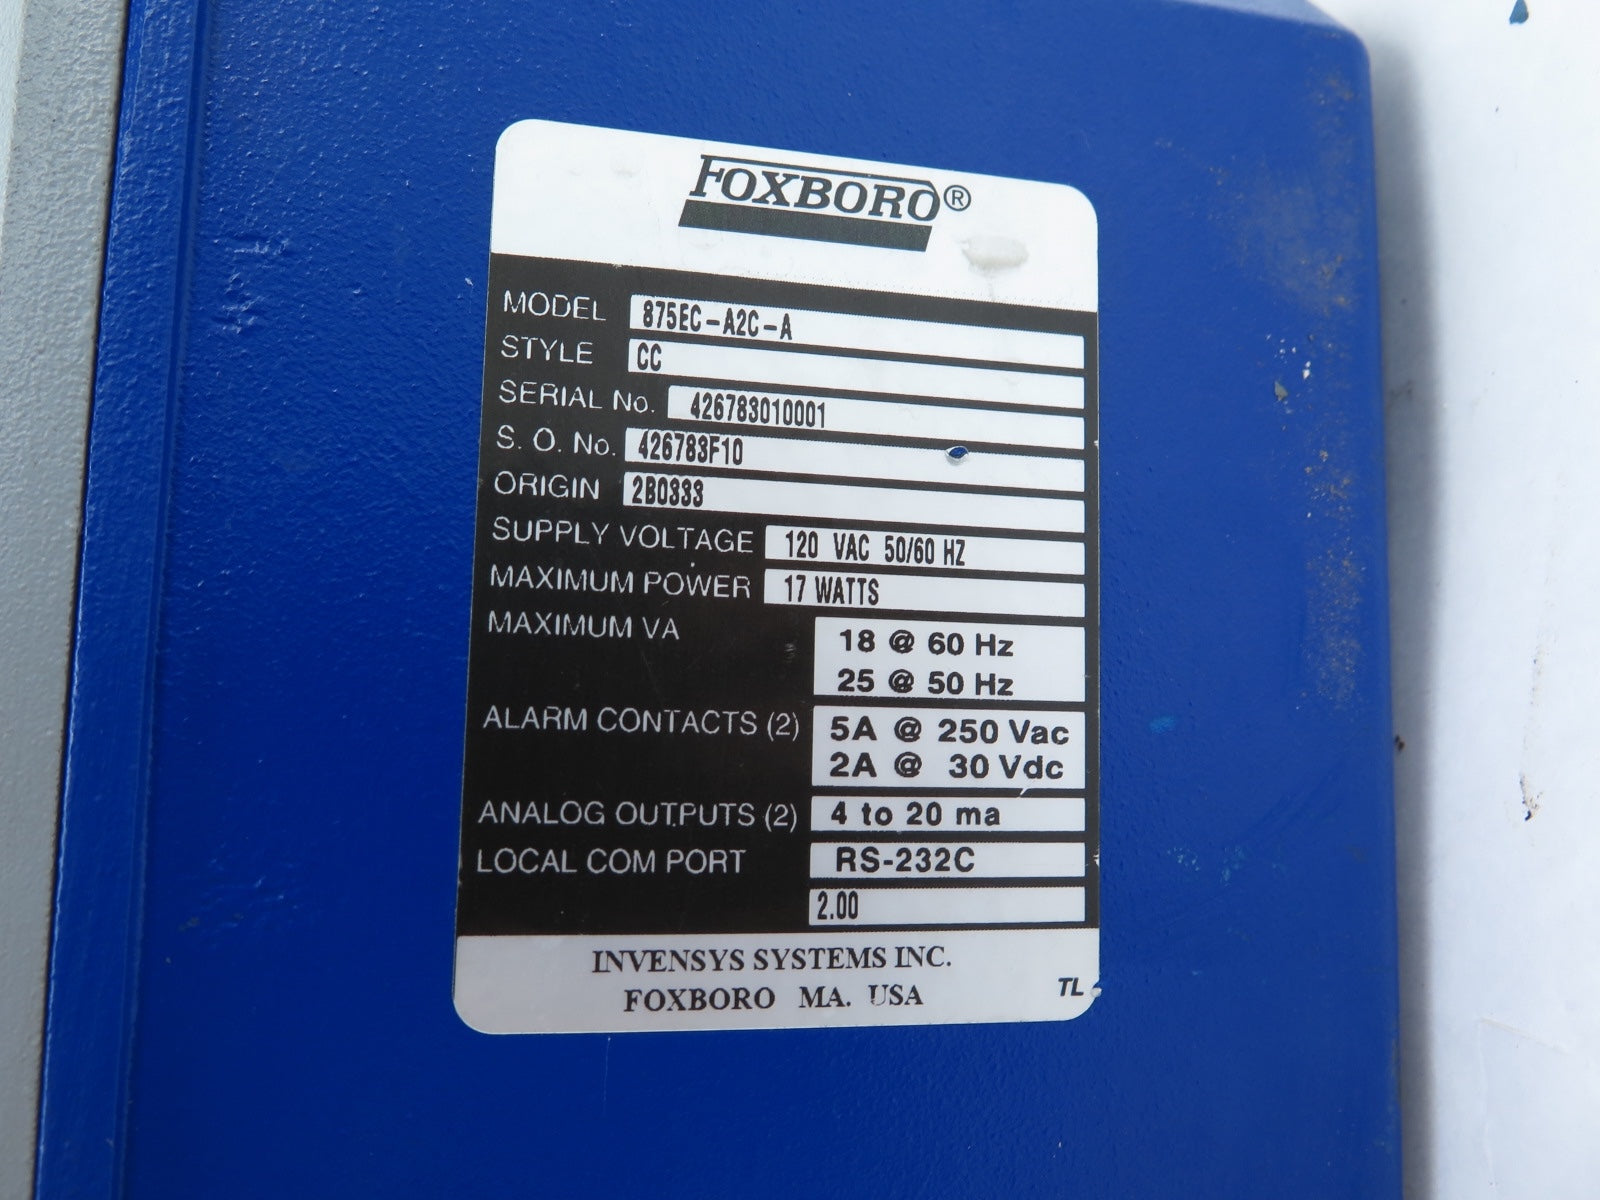 FOXBORO®
MODEL 875EC-A2C-A
STYLE CC
SERIAL No. 426783010001
S. O. No. 426783F10
ORIGIN 2B0333
SUPPLY VOLTAGE 120 VAC 50/60 HZ
MAXIMUM POWER 17 WATTS
MAXIMUM VA 18 @ 60 Hz
25 @ 50 Hz
ALARM CONTACTS (2) 5A @ 250 Vac
2A @ 30 Vdc
ANALOG OUTPUTS (2) 4 to 20 ma
LOCAL COM PORT RS-232C
2.00
INVENSYS SYSTEMS INC.
FOXBORO MA. USA
TL